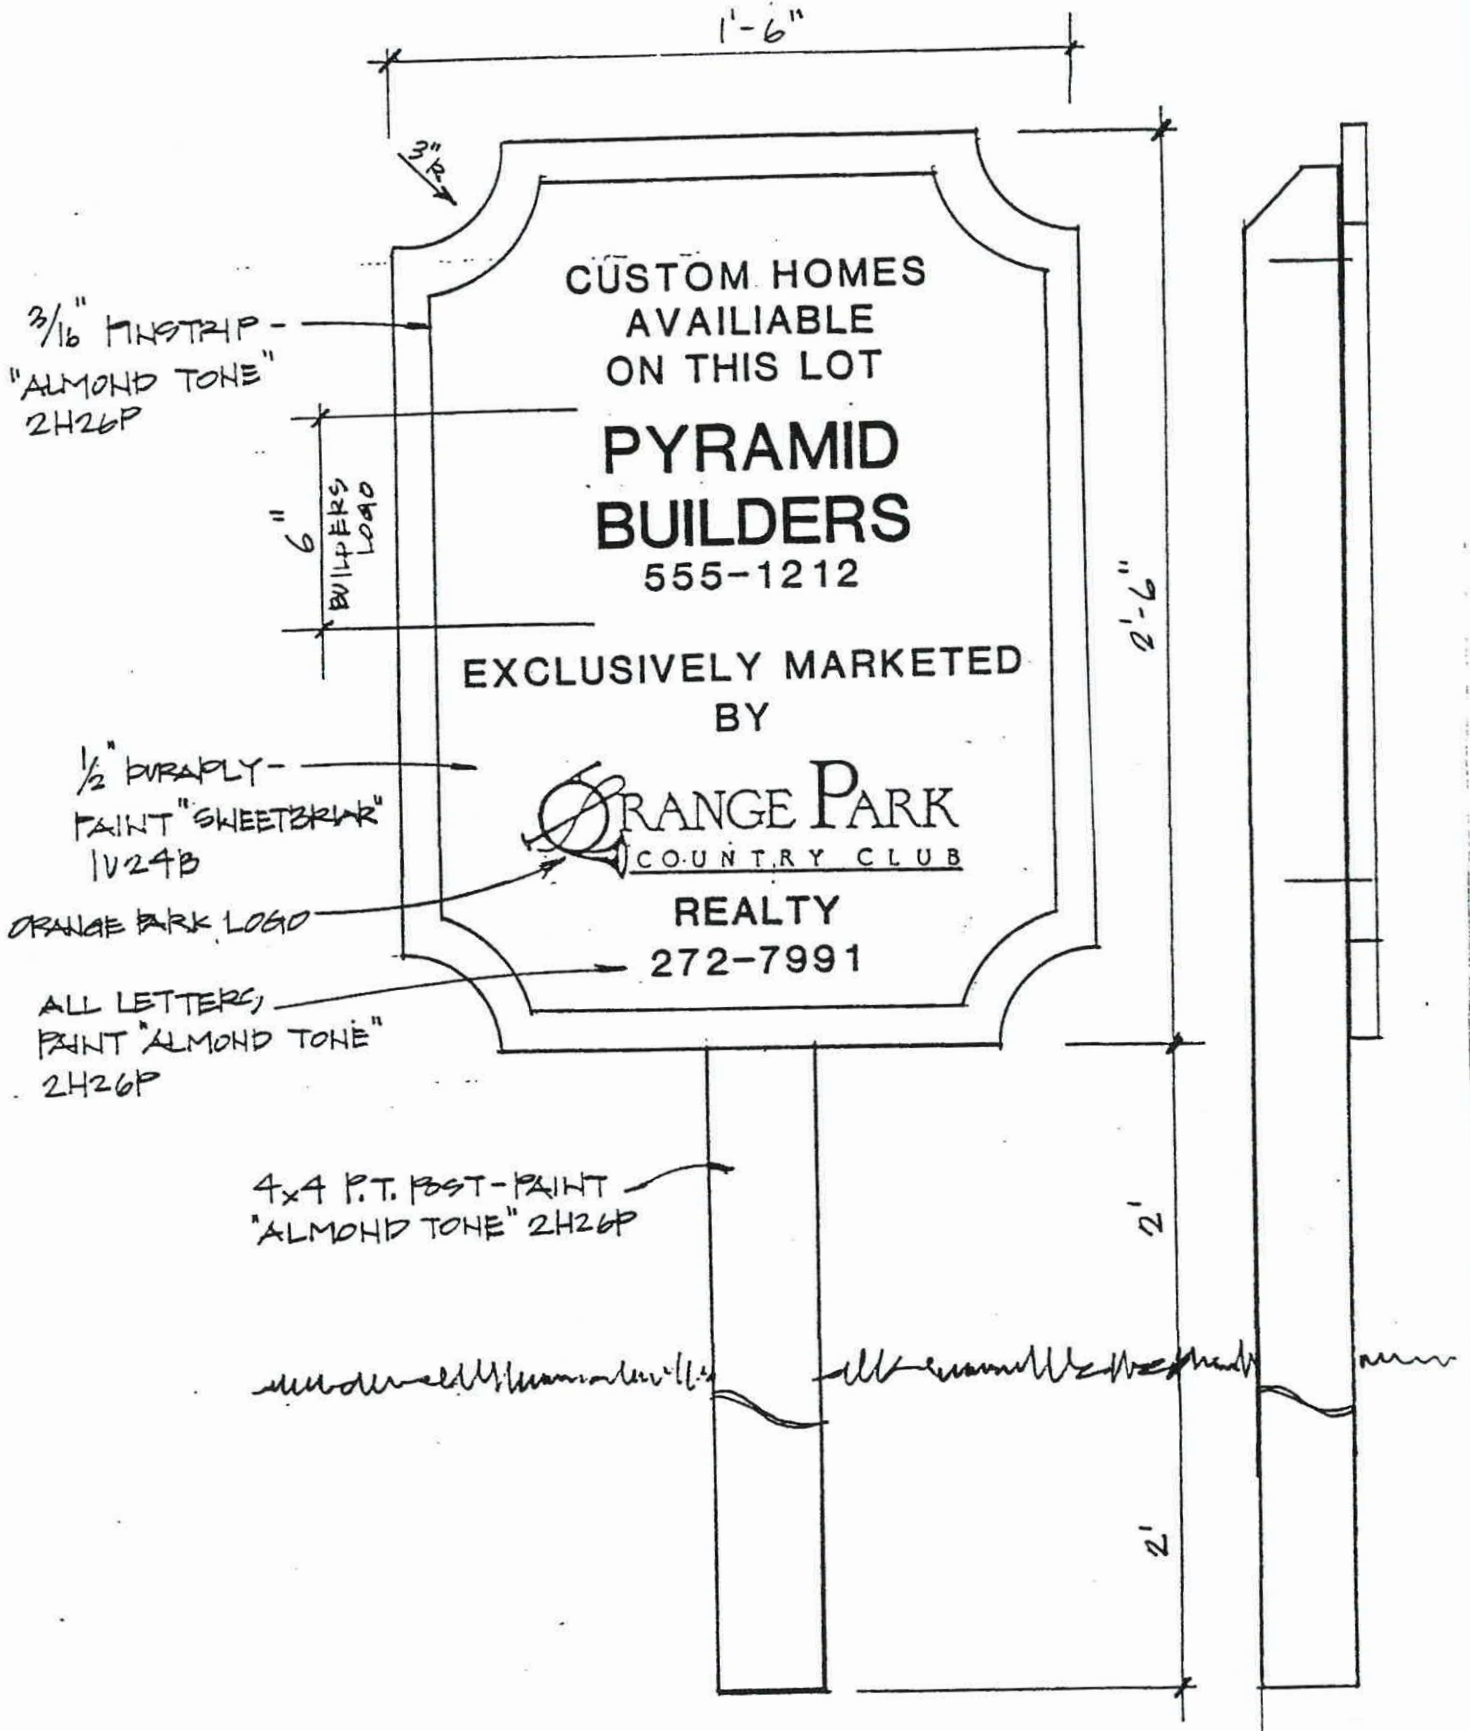 1'-6"
3"R.
CUSTOM HOMES
AVAILIABLE
ON THIS LOT
3/16" PINSTRIP -
"ALMOND TONE"
2H26P
PYRAMID
BUILDERS
555-1212
6"
BUILDERS
LOGO
2'-6"
EXCLUSIVELY MARKETED
BY
1/2" DURAPLY -
PAINT "SWEETBRIAR"
1U24B
ORANGE PARK
COUNTRY CLUB
ORANGE PARK LOGO
REALTY
272-7991
ALL LETTERS,
PAINT "ALMOND TONE"
2H26P
4x4 P.T. POST - PAINT
"ALMOND TONE" 2H26P
2'
2'